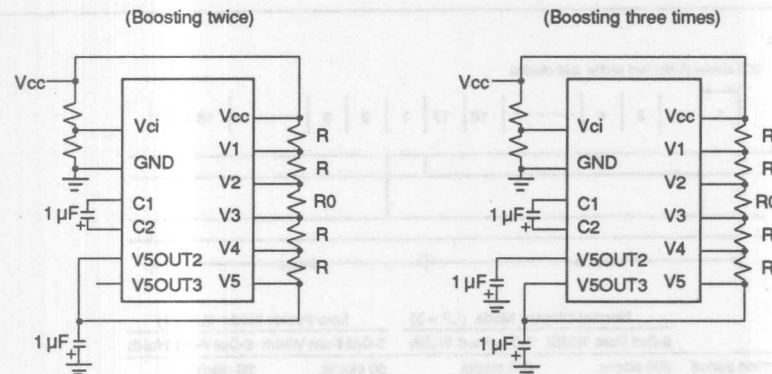 (Boosting twice)
Vcc
Vci
GND
C1
C2
V5OUT2
V5OUT3
Vcc
V1
V2
V3
V4
V5
R
R
R0
R
R
1 µF
+
1 µF
+
(Boosting three times)
Vcc
Vci
GND
C1
C2
V5OUT2
V5OUT3
Vcc
V1
V2
V3
V4
V5
R
R
R0
R
R
1 µF
+
1 µF
+
1 µF
+